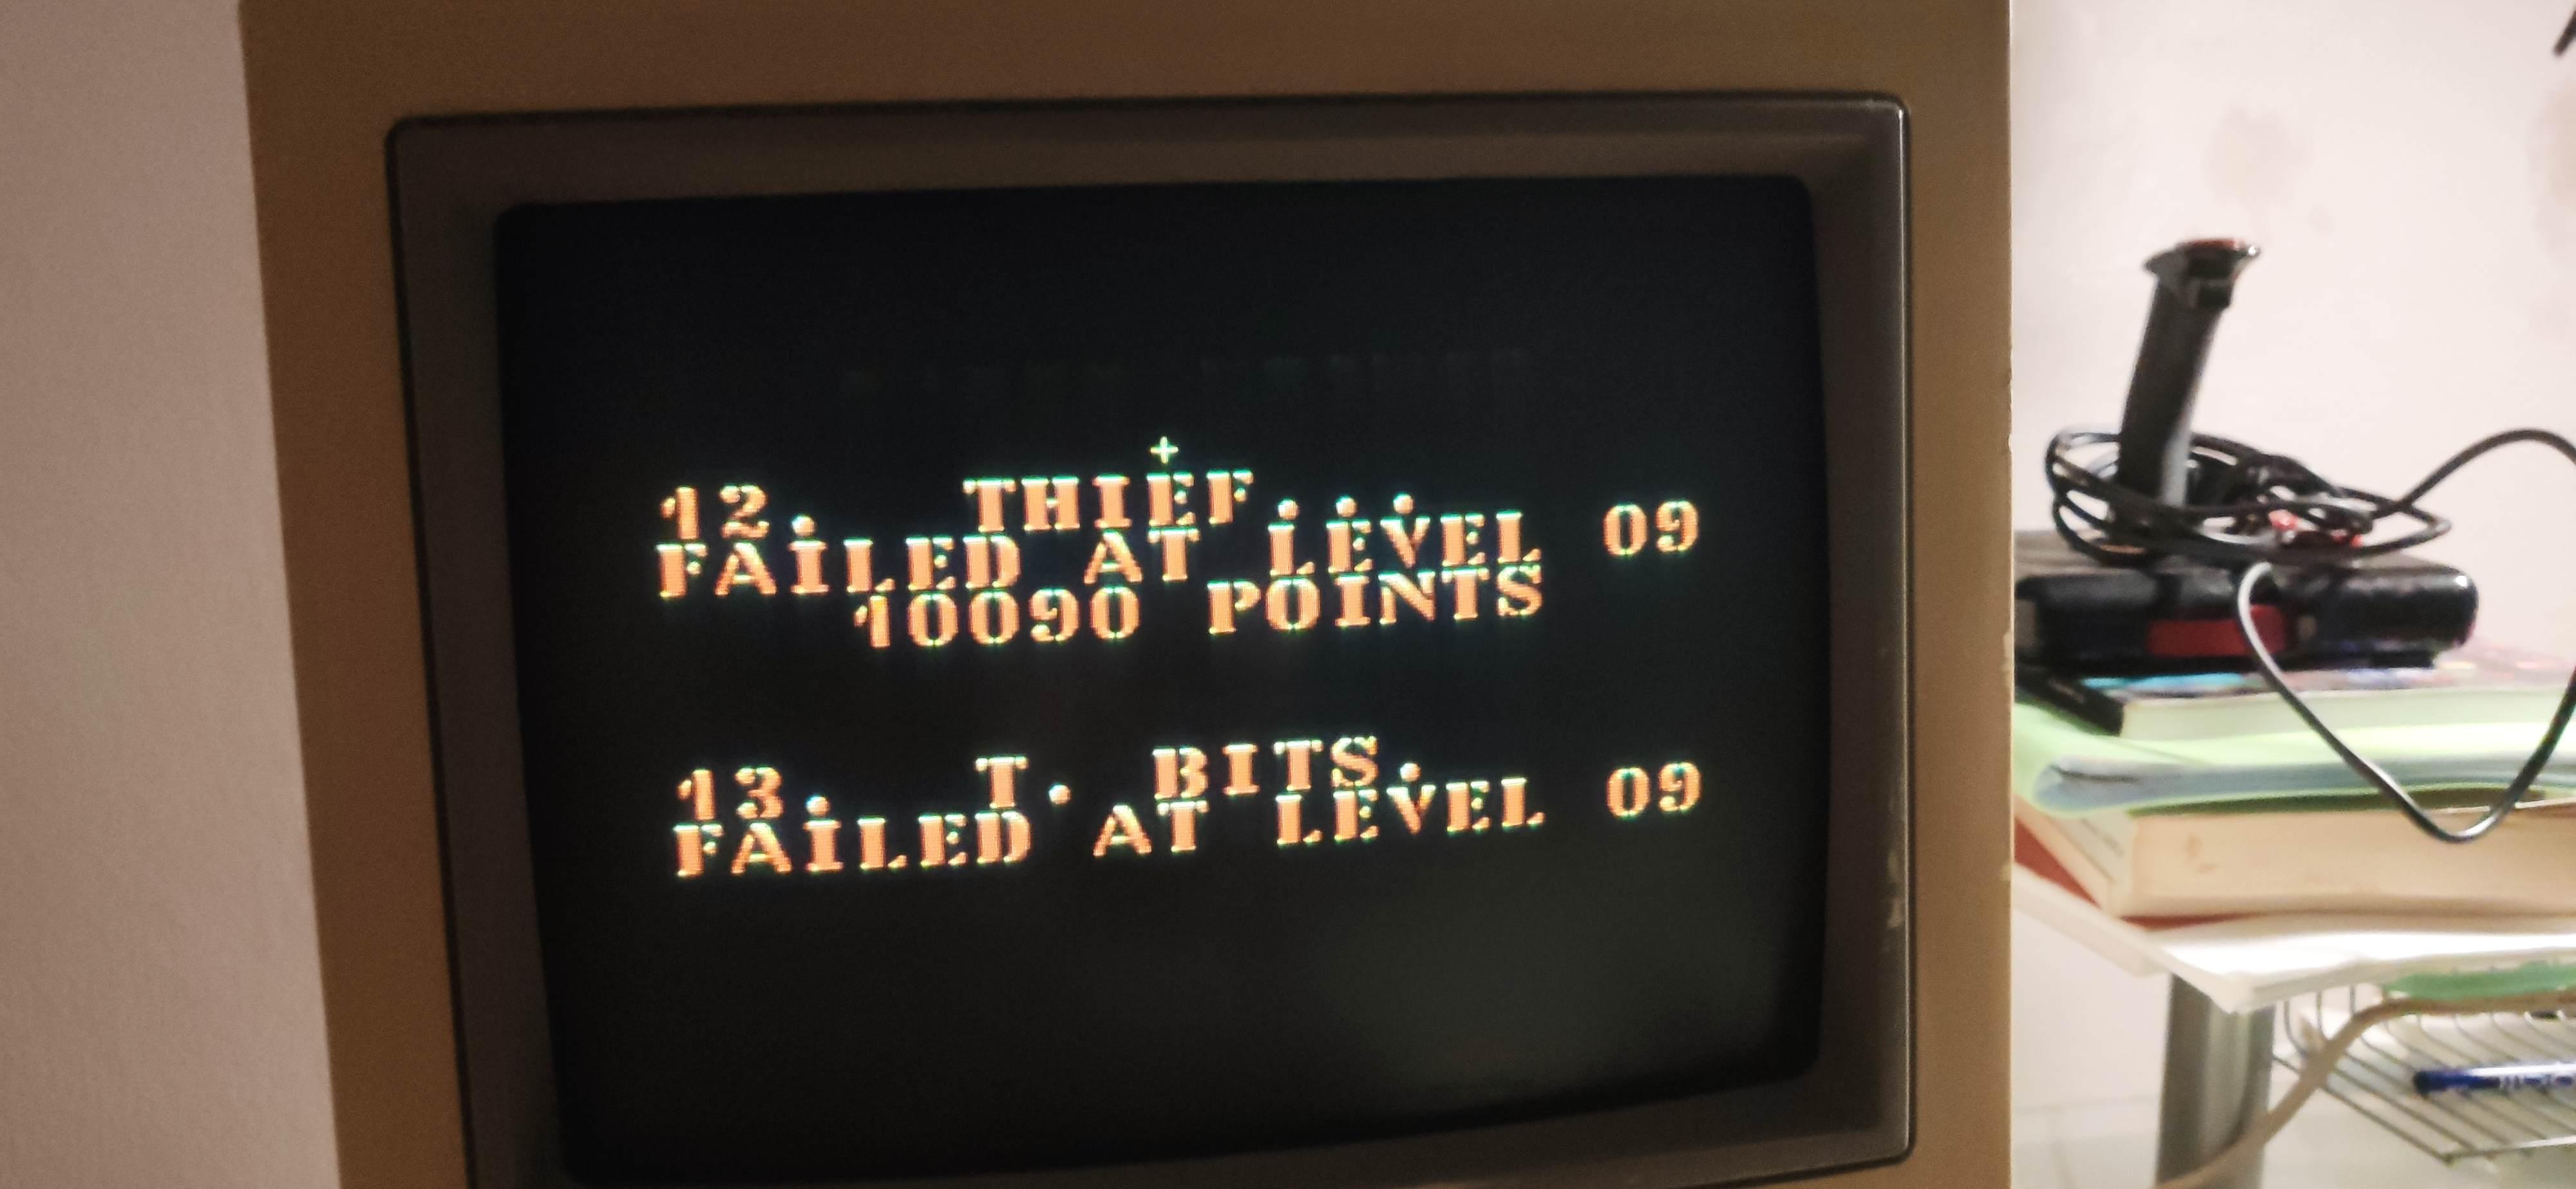 12. THIEF
FAILED AT LEVEL 09
10090 POINTS
13. T. BITS
FAILED AT LEVEL 09